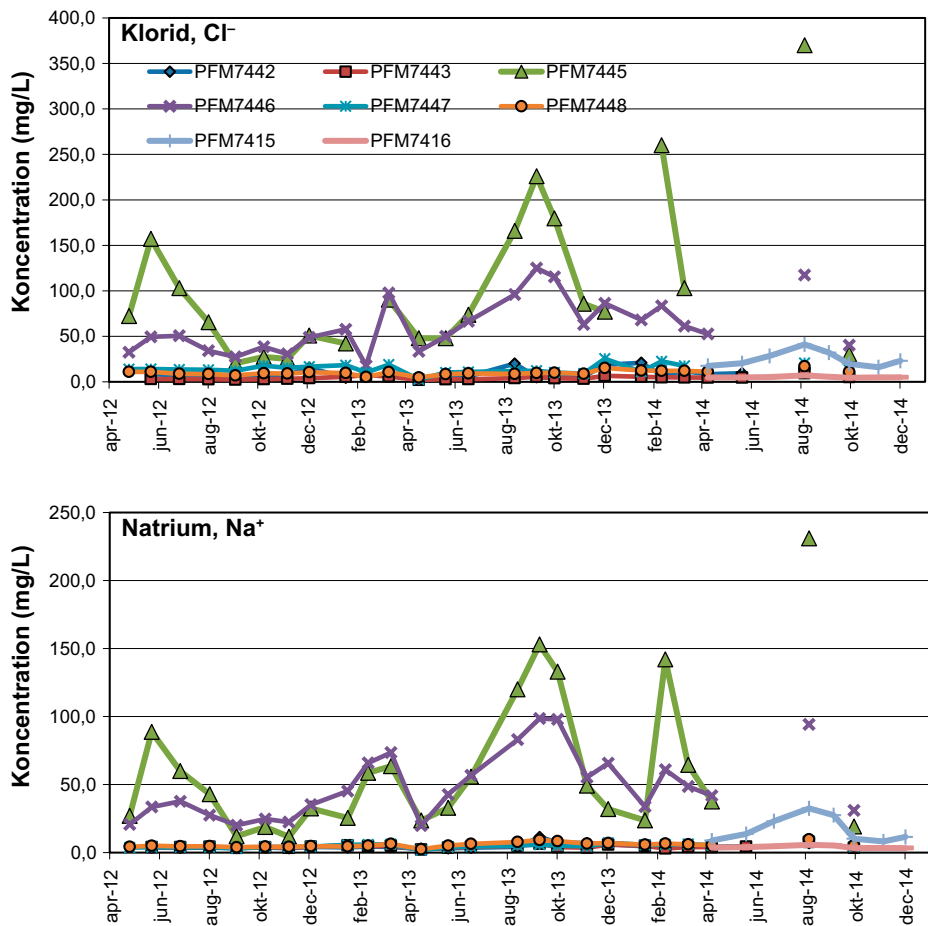 Klorid, Cl⁻
PFM7442 PFM7443 PFM7445
PFM7446 PFM7447 PFM7448
PFM7415 PFM7416
Koncentration (mg/L)
400,0
350,0
300,0
250,0
200,0
150,0
100,0
50,0
0,0
apr-12 jun-12 aug-12 okt-12 dec-12 feb-13 apr-13 jun-13 aug-13 okt-13 dec-13 feb-14 apr-14 jun-14 aug-14 okt-14 dec-14
Natrium, Na⁺
Koncentration (mg/L)
250,0
200,0
150,0
100,0
50,0
0,0
apr-12 jun-12 aug-12 okt-12 dec-12 feb-13 apr-13 jun-13 aug-13 okt-13 dec-13 feb-14 apr-14 jun-14 aug-14 okt-14 dec-14